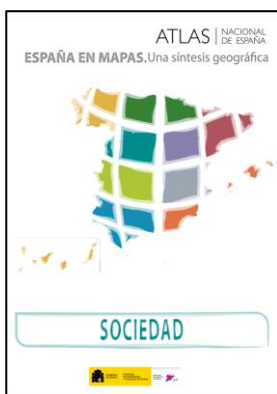 ATLAS | NACIONAL
DE ESPAÑA
ESPAÑA EN MAPAS. Una síntesis geográfica
SOCIEDAD